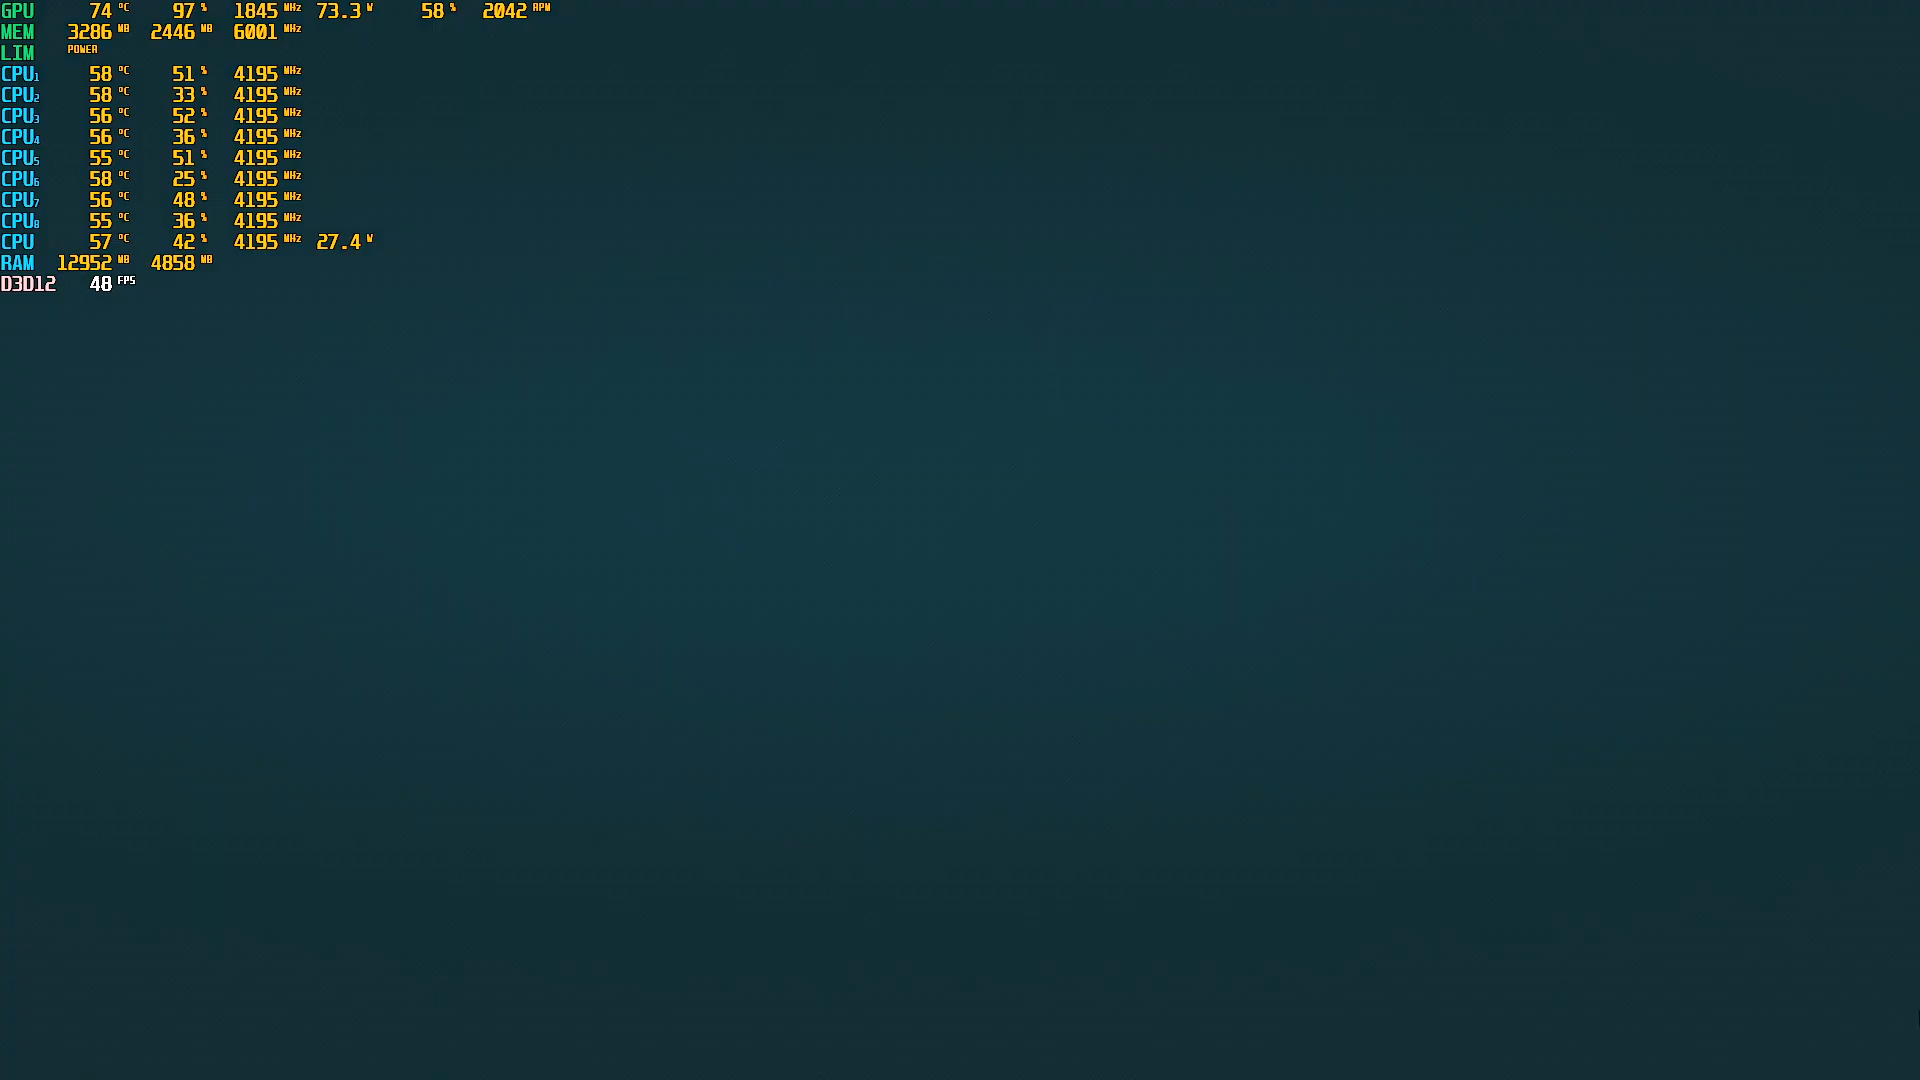 GPU 74 °C 97 % 1845 MHz 73.3 W 58 % 2042 RPM
MEM 3286 MB 2446 MB 6001 MHz
LIM POWER
CPU1 58 °C 51 % 4195 MHz
CPU2 58 °C 33 % 4195 MHz
CPU3 56 °C 52 % 4195 MHz
CPU4 56 °C 36 % 4195 MHz
CPU5 55 °C 51 % 4195 MHz
CPU6 58 °C 25 % 4195 MHz
CPU7 56 °C 48 % 4195 MHz
CPU8 55 °C 36 % 4195 MHz
CPU 57 °C 42 % 4195 MHz 27.4 W
RAM 12952 MB 4858 MB
D3D12 48 FPS